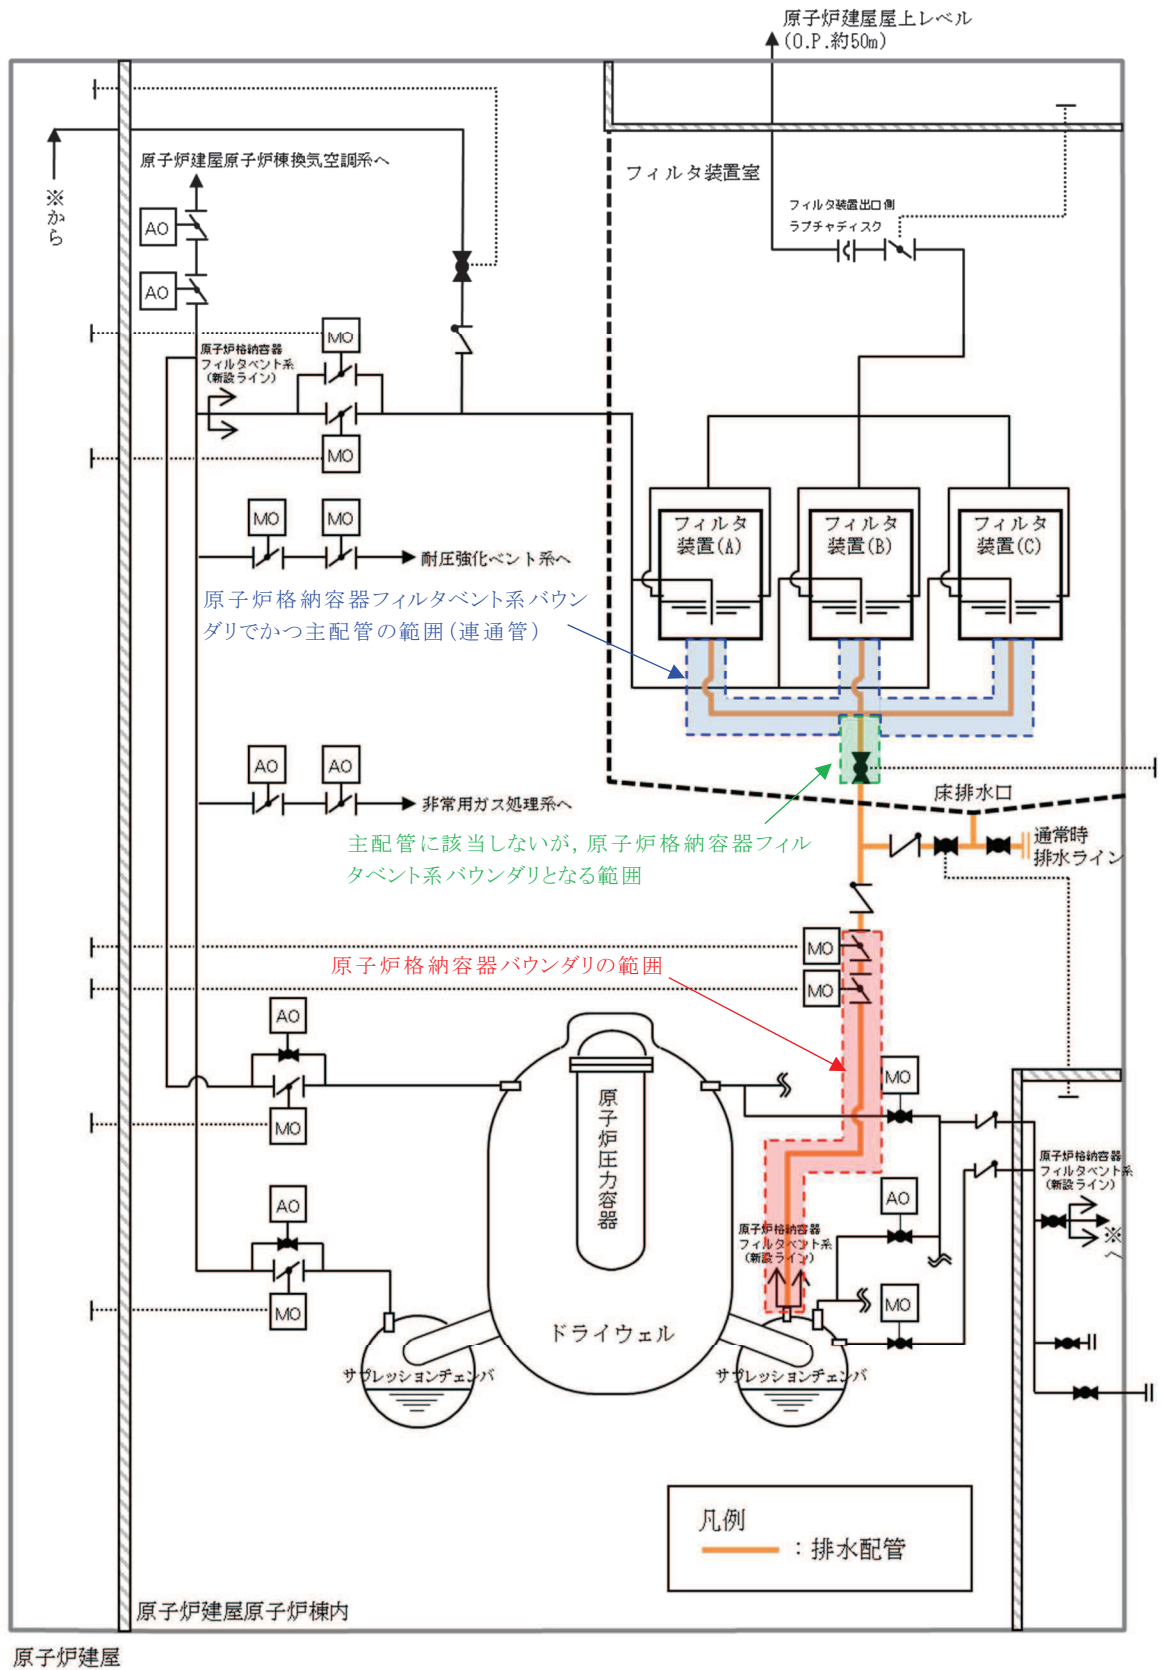 原子炉建屋屋上レベル
(O.P.約50m)
※から
原子炉建屋原子炉棟換気空調系へ
フィルタ装置室
フィルタ装置出口側
ラプチャディスク
AO
AO
MO
原子炉格納容器
フィルタベント系
(新設ライン)
MO
MO
MO
耐圧強化ベント系へ
フィルタ
装置(A)
フィルタ
装置(B)
フィルタ
装置(C)
原子炉格納容器フィルタベント系バウン
ダリでかつ主配管の範囲(連通管)
AO
AO
非常用ガス処理系へ
床排水口
通常時
排水ライン
主配管に該当しないが，原子炉格納容器フィル
タベント系バウンダリとなる範囲
MO
原子炉格納容器バウンダリの範囲
MO
AO
MO
MO
原子炉圧力容器
原子炉格納容器
フィルタベント系
(新設ライン)
※へ
AO
AO
原子炉格納容器
フィルタベント系
(新設ライン)
MO
MO
ドライウェル
サプレッションチェンバ
サプレッションチェンバ
凡例
：排水配管
原子炉建屋原子炉棟内
原子炉建屋